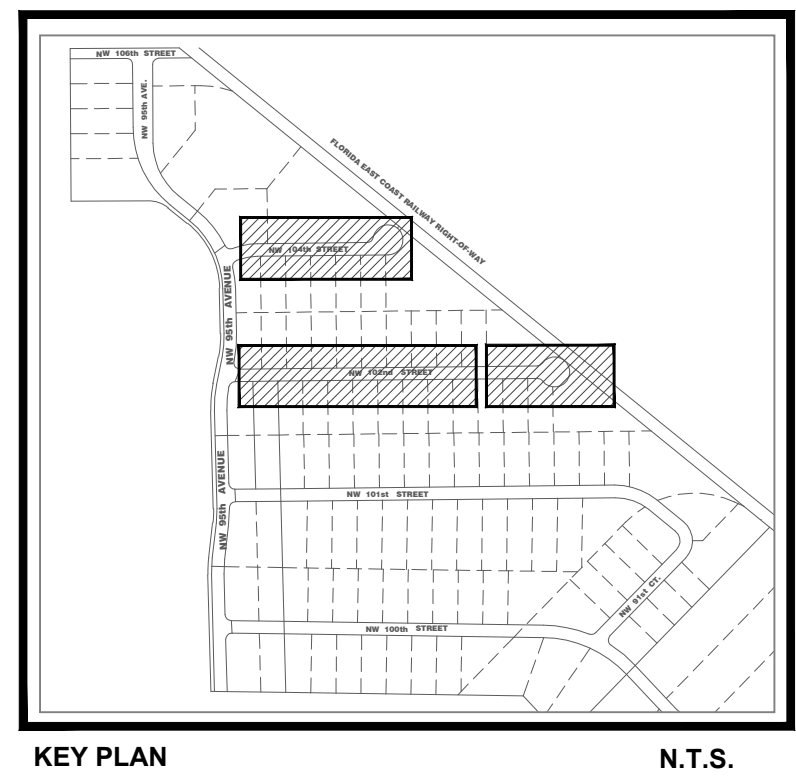 NW 106th STREET
NW 95th AVE.
FLORIDA EAST COAST RAILWAY RIGHT-OF-WAY
NW 104th STREET
NW 95th AVENUE
NW 102nd STREET
NW 95th AVENUE
NW 101st STREET
NW 91st CT.
NW 100th STREET
KEY PLAN
N.T.S.